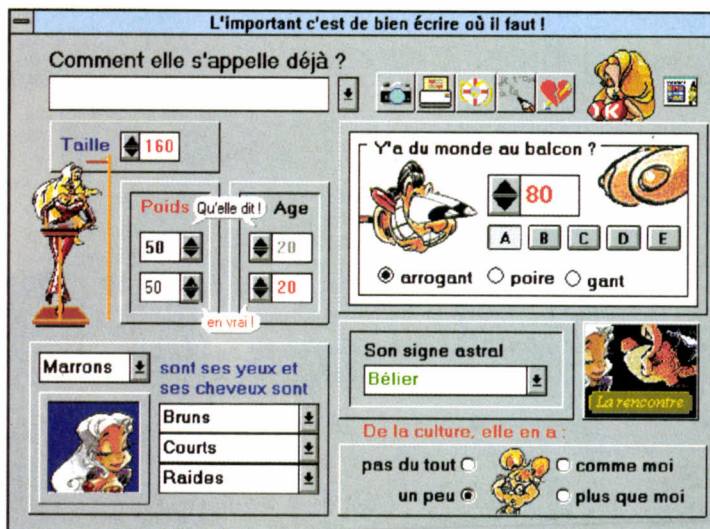 L'important c'est de bien écrire où il faut !
Comment elle s'appelle déjà ?
Taille 160
Poids Qu'elle dit ! Age
50 20
50 20
en vrai !
Y'a du monde au balcon ?
80
A B C D E
arrogant poire gant
Marrons sont ses yeux et
ses cheveux sont
Bruns
Courts
Raides
Son signe astral
Bélier
La rencontre
De la culture, elle en a :
pas du tout comme moi
un peu plus que moi